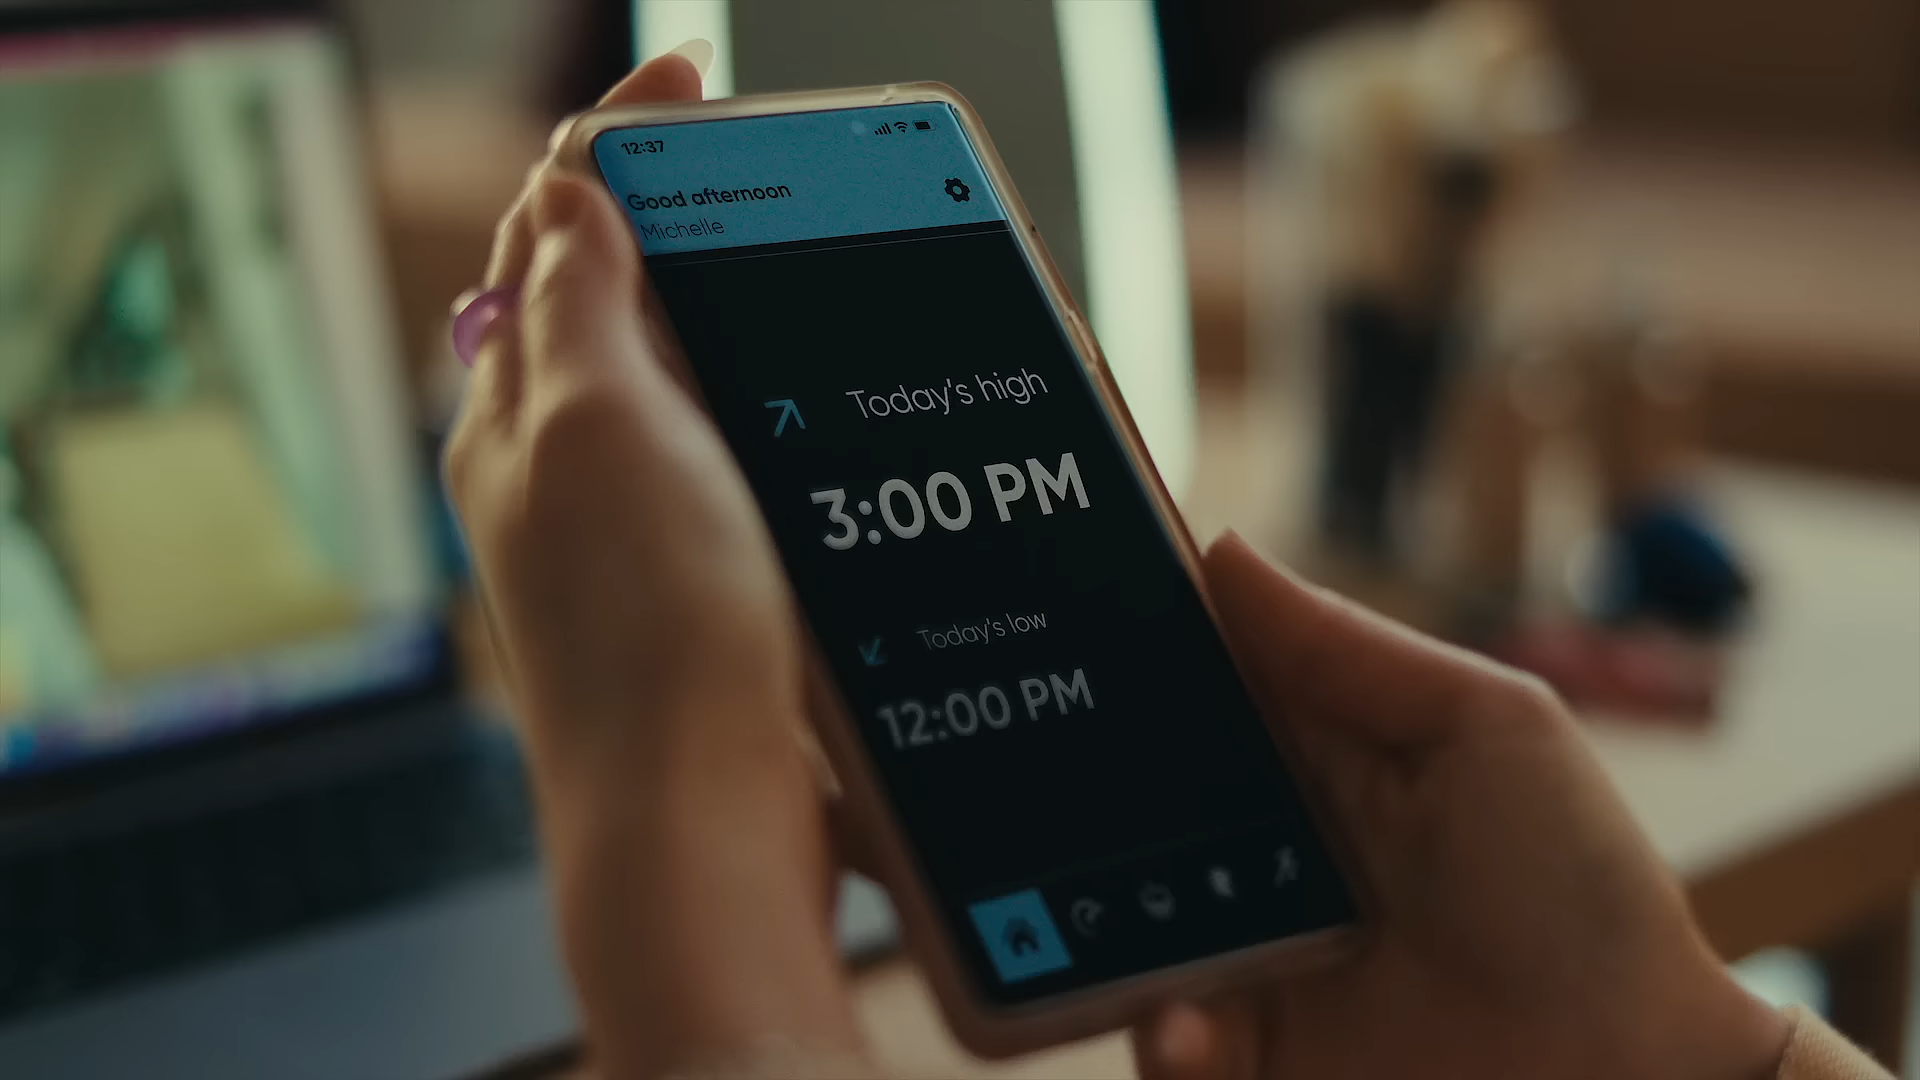 12:37
Good afternoon
Michelle
Today's high
3:00 PM
Today's low
12:00 PM